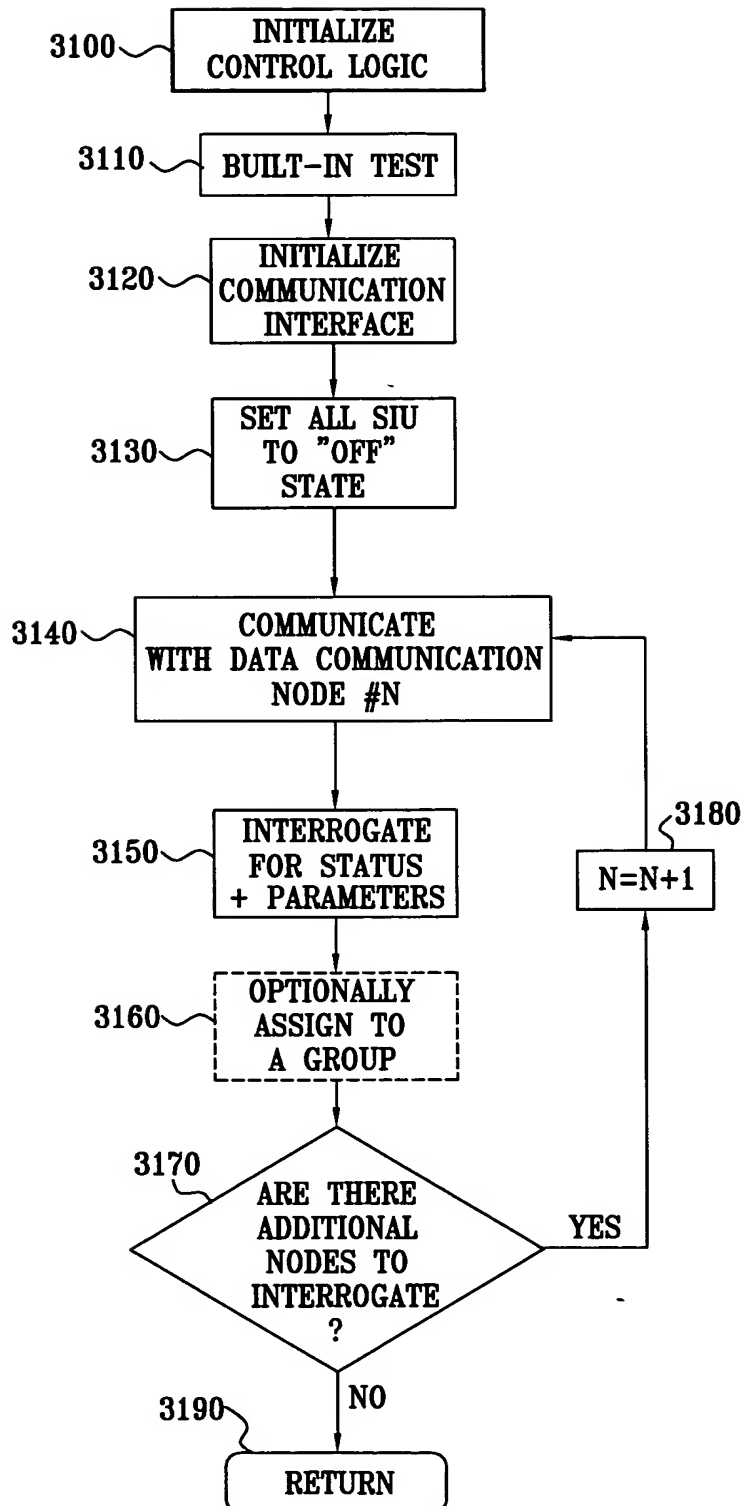 3100
INITIALIZE
CONTROL LOGIC
3110
BUILT-IN TEST
3120
INITIALIZE
COMMUNICATION
INTERFACE
3130
SET ALL SIU
TO "OFF"
STATE
3140
COMMUNICATE
WITH DATA COMMUNICATION
NODE #N
3150
INTERROGATE
FOR STATUS
+ PARAMETERS
3180
N=N+1
3160
OPTIONALLY
ASSIGN TO
A GROUP
3170
ARE THERE
ADDITIONAL
NODES TO
INTERROGATE
?
YES
NO
3190
RETURN